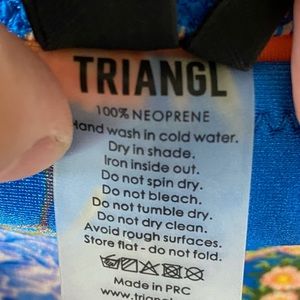 TRIANGL
100% NEOPRENE
Hand wash in cold water.
Dry in shade.
Iron inside out.
Do not spin dry.
Do not bleach.
Do not tumble dry.
Do not dry clean.
Avoid rough surfaces.
Store flat - do not fold.
Made in PRC
www.triangl